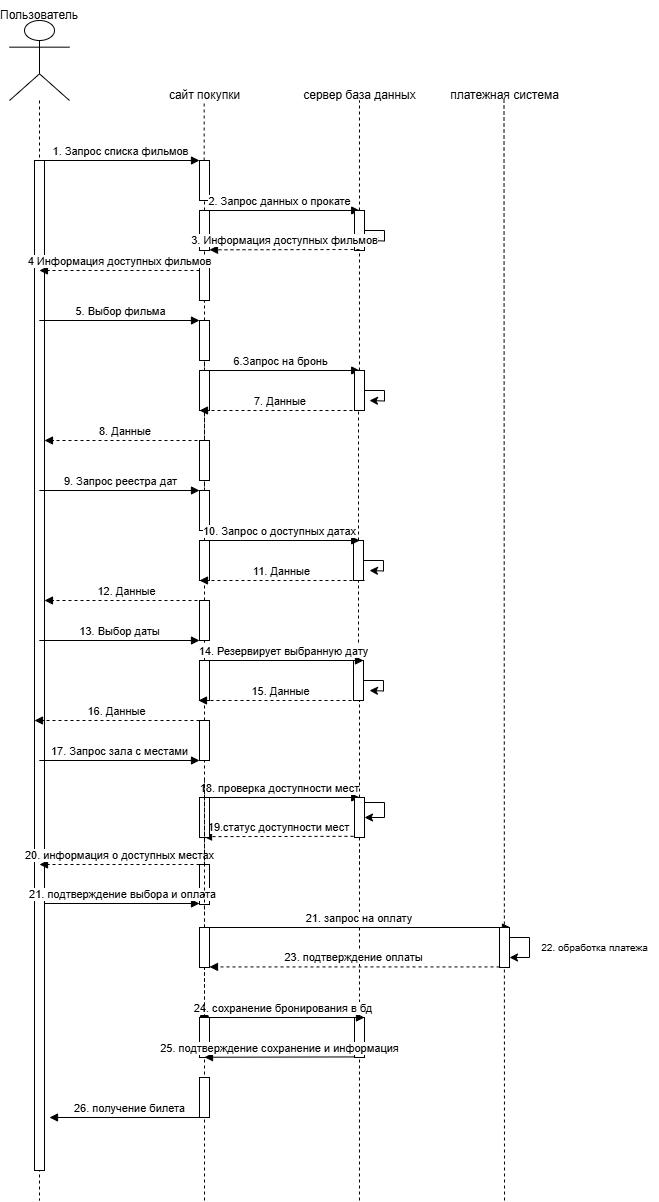 Пользователь
сайт покупки
сервер база данных
платежная система
1. Запрос списка фильмов
2. Запрос данных о прокате
3. Информация доступных фильмов
4 Информация доступных фильмов
5. Выбор фильма
6.Запрос на бронь
7. Данные
8. Данные
9. Запрос реестра дат
10. Запрос о доступных датах
11. Данные
12. Данные
13. Выбор даты
14. Резервирует выбранную дату
15. Данные
16. Данные
17. Запрос зала с местами
18. проверка доступности мест
19.статус доступности мест
20. информация о доступных местах
21. подтверждение выбора и оплата
21. запрос на оплату
22. обработка платежа
23. подтверждение оплаты
24. сохранение бронирования в бд
25. подтверждение сохранение и информация
26. получение билета